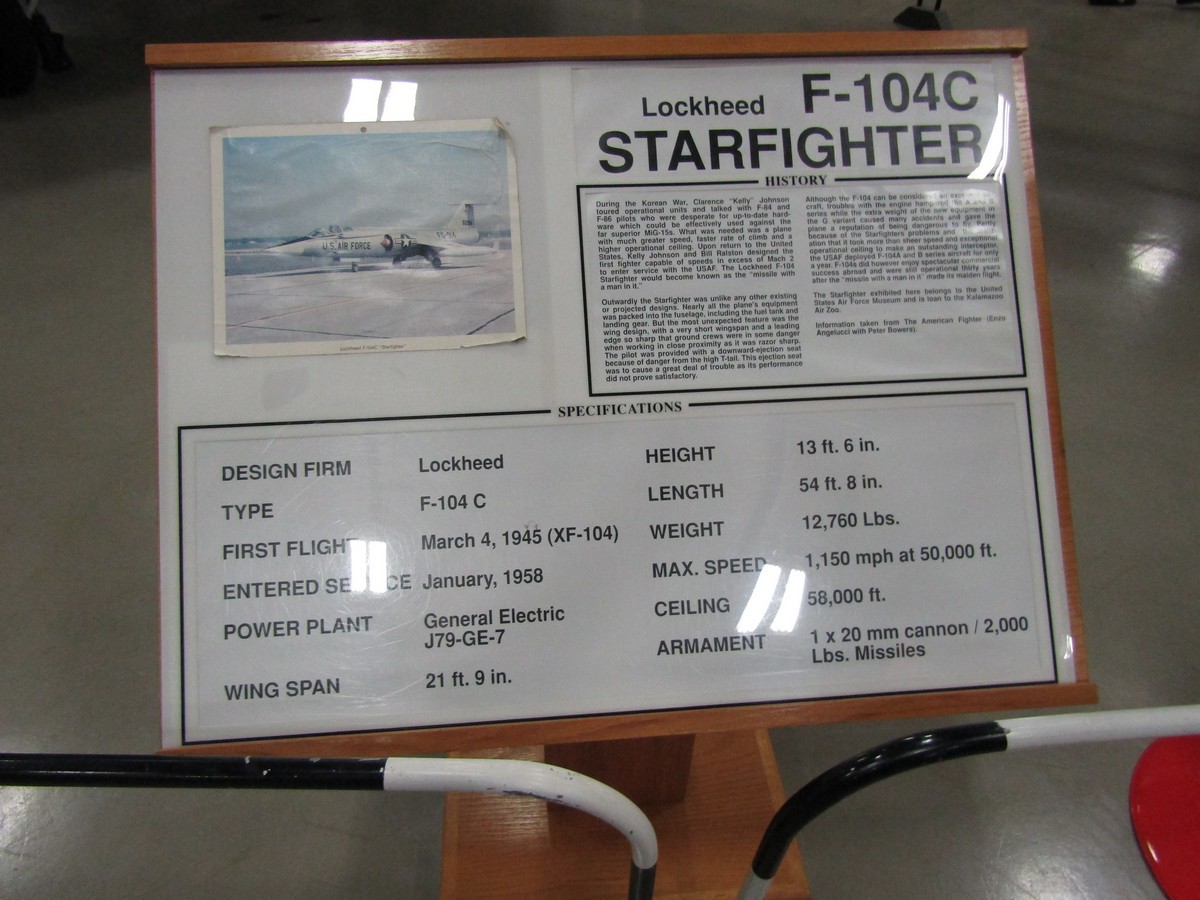 Lockheed F-104C
STARFIGHTER
U.S. AIR FORCE
Lockheed F-104C "Starfighter"
HISTORY
During the Korean War, Clarence "Kelly" Johnson
toured operational units and talked with F-84 and
F-86 pilots who were desperate for up-to-date hard-
ware which could be effectively used against the
far superior MiG-15s. What was needed was a plane
with much greater speed, faster rate of climb and a
higher operational ceiling. Upon return to the United
States, Kelly Johnson and Bill Ralston designed the
first fighter capable of speeds in excess of Mach 2
to enter service with the USAF. The Lockheed F-104
Starfighter would become known as the "missile with
a man in it."
Outwardly the Starfighter was unlike any other existing
or projected designs. Nearly all the plane's equipment
was packed into the fuselage, including the fuel tank and
landing gear. But the most unexpected feature was the
wing design, with a very short wingspan and a leading
edge so sharp that ground crews were in some danger
when working in close proximity as it was razor sharp.
The pilot was provided with a downward-ejection seat
because of danger from the high T-tail. This ejection seat
was to cause a great deal of trouble as its performance
did not prove satisfactory.
Although the F-104 can be considered an
craft, troubles with the engine hampered the A and B
series while the extra weight of the new equipment in
the G variant caused many accidents and gave the
plane a reputation of being dangerous to fly. Partly
because of the Starfighters problems and the
ation that it took more than sheer speed and exceptional
operational ceiling to make an outstanding interceptor,
the USAF deployed F-104A and B series aircraft for only
a year. F-104s did however enjoy spectacular commercial
success abroad and were still operational thirty years
after the "missile with a man in it" made its maiden flight.
The Starfighter exhibited here belongs to the United
States Air Force Museum and is loan to the Kalamazoo
Air Zoo.
Information taken from The American Fighter (Enzo
Angelucci with Peter Bowers).
SPECIFICATIONS
DESIGN FIRM Lockheed
TYPE F-104 C
FIRST FLIGHT March 4, 1945 (XF-104)
ENTERED SERVICE January, 1958
POWER PLANT General Electric
J79-GE-7
WING SPAN 21 ft. 9 in.
HEIGHT 13 ft. 6 in.
LENGTH 54 ft. 8 in.
WEIGHT 12,760 Lbs.
MAX. SPEED 1,150 mph at 50,000 ft.
CEILING 58,000 ft.
ARMAMENT 1 x 20 mm cannon / 2,000
Lbs. Missiles